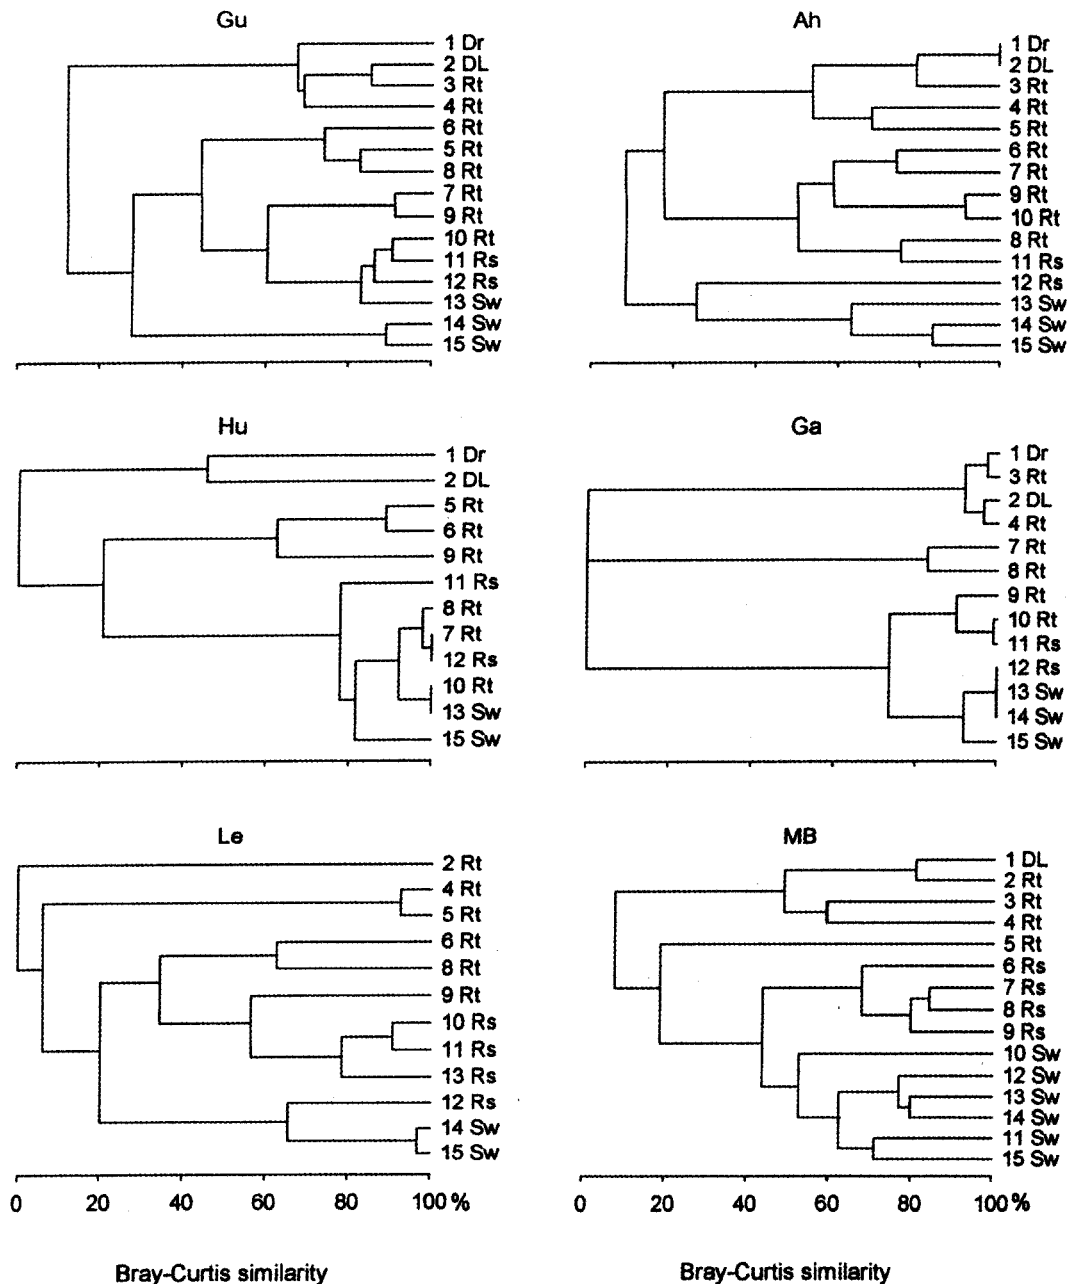 Gu
1 Dr
2 DL
3 Rt
4 Rt
6 Rt
5 Rt
8 Rt
7 Rt
9 Rt
10 Rt
11 Rs
12 Rs
13 Sw
14 Sw
15 Sw
Ah
1 Dr
2 DL
3 Rt
4 Rt
5 Rt
6 Rt
7 Rt
9 Rt
10 Rt
8 Rt
11 Rs
12 Rs
13 Sw
14 Sw
15 Sw
Hu
1 Dr
2 DL
5 Rt
6 Rt
9 Rt
11 Rs
8 Rt
7 Rt
12 Rs
10 Rt
13 Sw
15 Sw
Ga
1 Dr
3 Rt
2 DL
4 Rt
7 Rt
8 Rt
9 Rt
10 Rt
11 Rs
12 Rs
13 Sw
14 Sw
15 Sw
Le
2 Rt
4 Rt
5 Rt
6 Rt
8 Rt
9 Rt
10 Rs
11 Rs
13 Rs
12 Rs
14 Sw
15 Sw
0 20 40 60 80 100 %
Bray-Curtis similarity
MB
1 DL
2 Rt
3 Rt
4 Rt
5 Rt
6 Rs
7 Rs
8 Rs
9 Rs
10 Sw
12 Sw
13 Sw
14 Sw
11 Sw
15 Sw
0 20 40 60 80 100 %
Bray-Curtis similarity